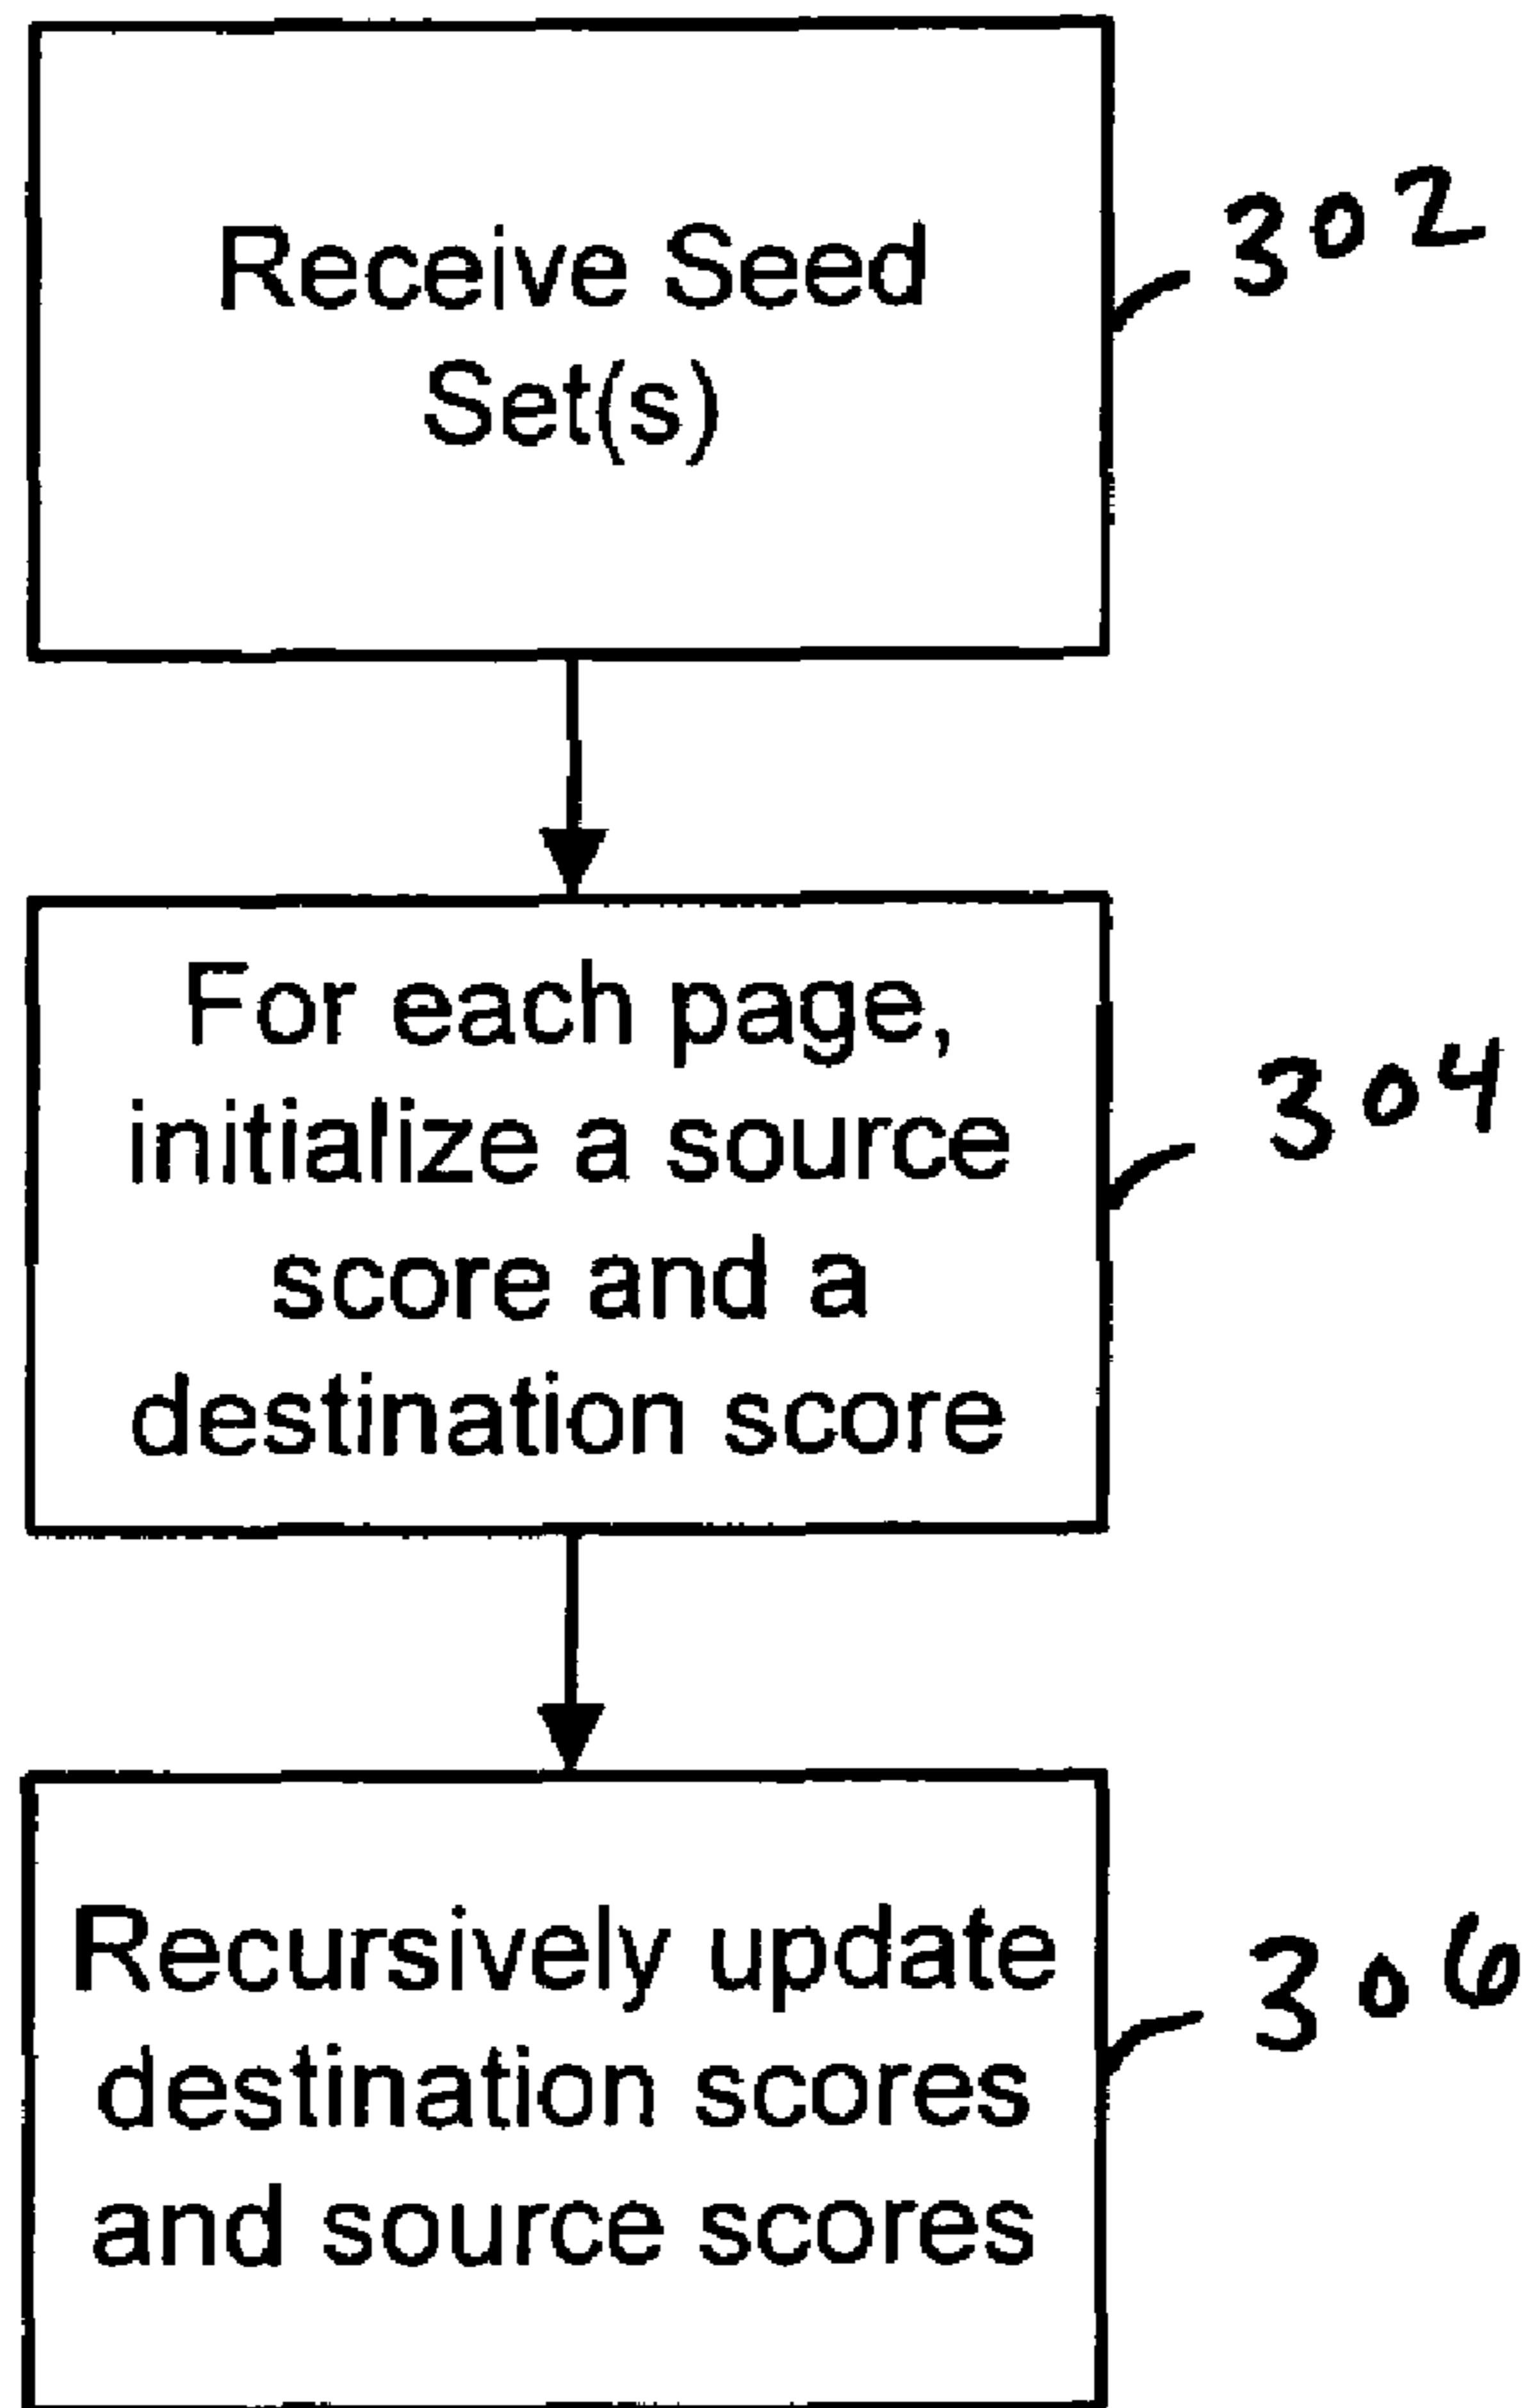 Receive Seed
Set(s)
302
For each page,
initialize a source
score and a
destination score
304
Recursively update
destination scores
and source scores
306